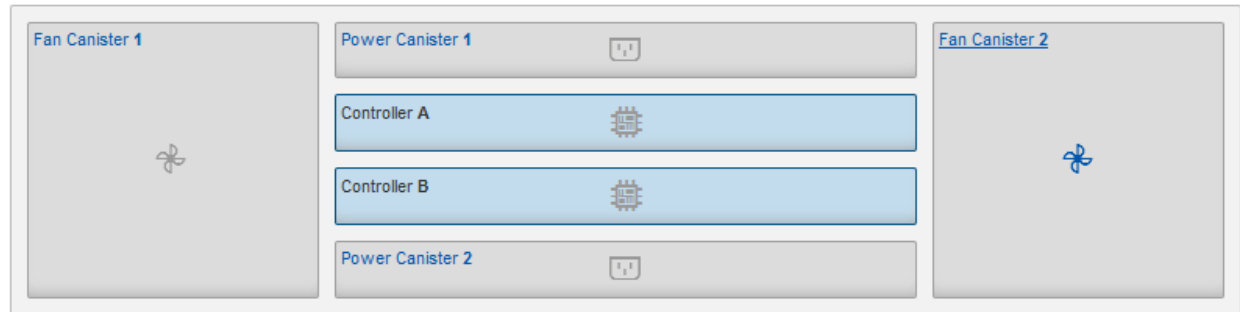 Fan Canister 1
Power Canister 1
Fan Canister 2
Controller A
Controller B
Power Canister 2